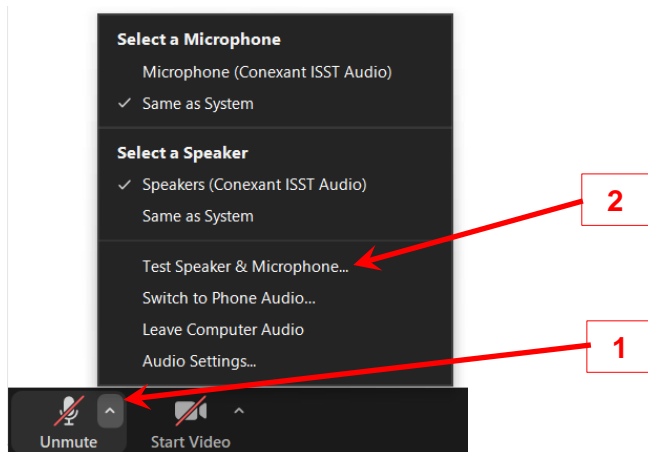 Select a Microphone
Microphone (Conexant ISST Audio)
Same as System
Select a Speaker
Speakers (Conexant ISST Audio)
Same as System
2
Test Speaker & Microphone...
Switch to Phone Audio...
Leave Computer Audio
1
Audio Settings...
Unmute
Start Video